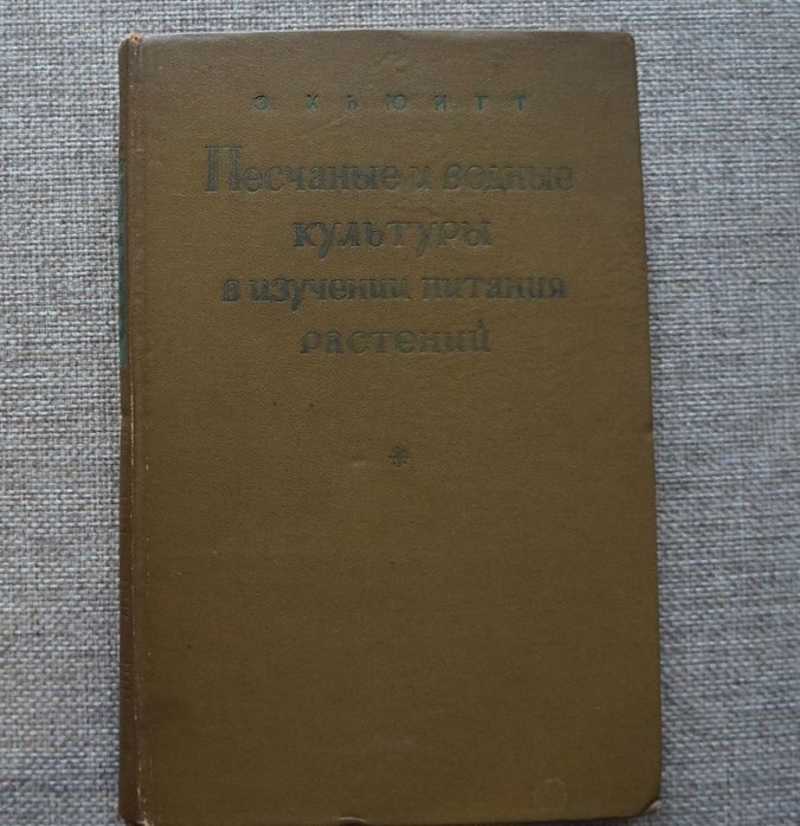 Э. ХЬЮИТТ
Песчаные и водные
культуры
в изучении питания
растений